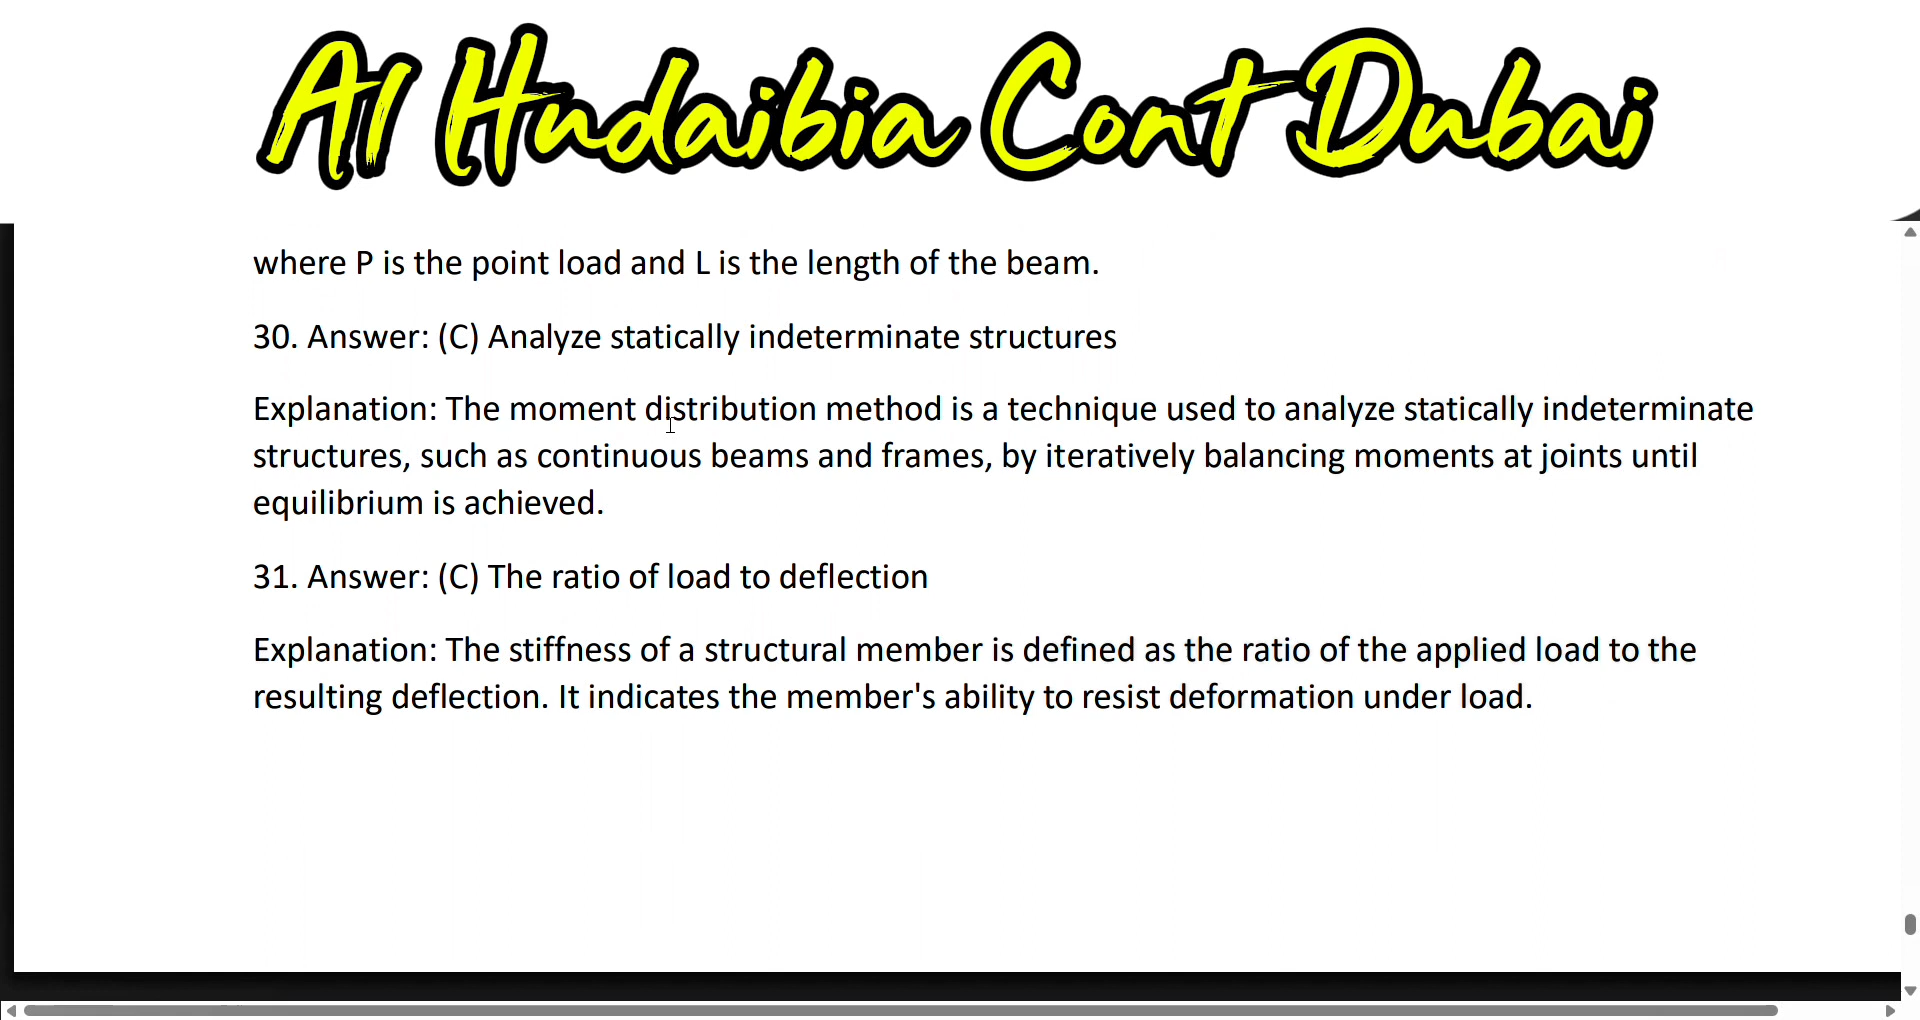 Al Hudaibia Cont Dubai
where P is the point load and L is the length of the beam.
30. Answer: (C) Analyze statically indeterminate structures
Explanation: The moment distribution method is a technique used to analyze statically indeterminate
structures, such as continuous beams and frames, by iteratively balancing moments at joints until
equilibrium is achieved.
31. Answer: (C) The ratio of load to deflection
Explanation: The stiffness of a structural member is defined as the ratio of the applied load to the
resulting deflection. It indicates the member's ability to resist deformation under load.